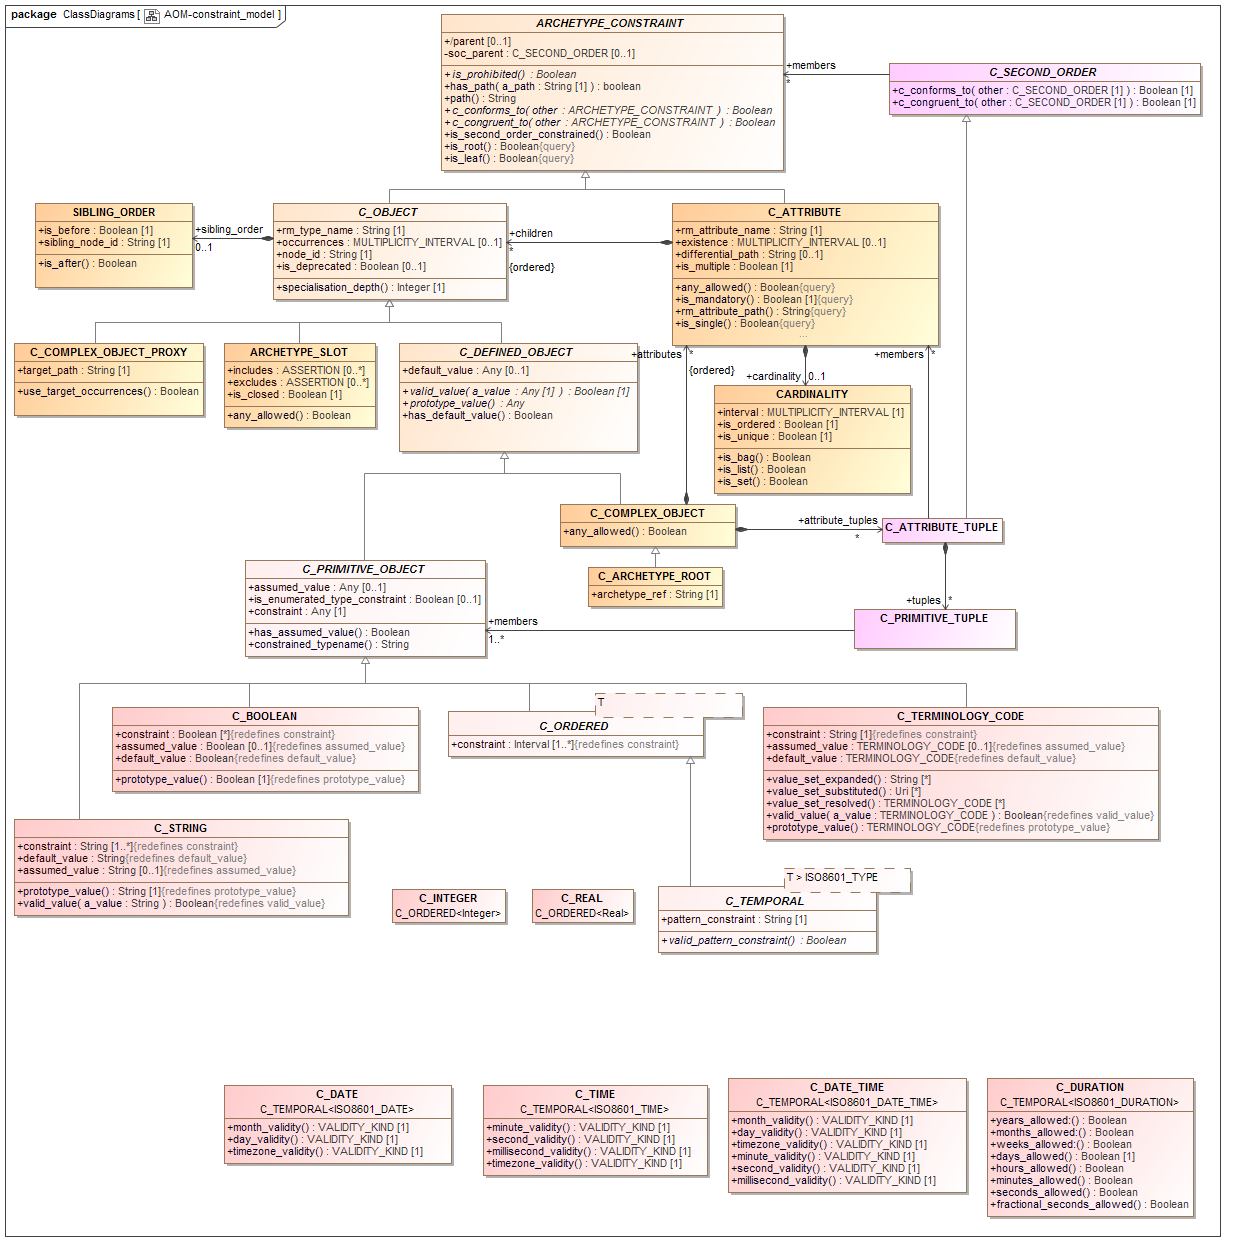 package ClassDiagrams [ AOM-constraint_model ]
ARCHETYPE_CONSTRAINT
+/parent [0..1]
-soc_parent : C_SECOND_ORDER [0..1]
+is_prohibited() : Boolean
+has_path( a_path : String [1] ) : boolean
+path() : String
+c_conforms_to( other : ARCHETYPE_CONSTRAINT ) : Boolean
+c_congruent_to( other : ARCHETYPE_CONSTRAINT ) : Boolean
+is_second_order_constrained() : Boolean
+is_root() : Boolean{query}
+is_leaf() : Boolean{query}
+members
*
C_SECOND_ORDER
+c_conforms_to( other : C_SECOND_ORDER [1] ) : Boolean [1]
+c_congruent_to( other : C_SECOND_ORDER [1] ) : Boolean [1]
SIBLING_ORDER
+is_before : Boolean [1]
+sibling_node_id : String [1]
+is_after() : Boolean
+sibling_order
0..1
C_OBJECT
+rm_type_name : String [1]
+occurrences : MULTIPLICITY_INTERVAL [0..1]
+node_id : String [1]
+is_deprecated : Boolean [0..1]
+specialisation_depth() : Integer [1]
+children
*
{ordered}
C_ATTRIBUTE
+rm_attribute_name : String [1]
+existence : MULTIPLICITY_INTERVAL [0..1]
+differential_path : String [0..1]
+is_multiple : Boolean [1]
+any_allowed() : Boolean{query}
+is_mandatory() : Boolean [1]{query}
+rm_attribute_path() : String{query}
+is_single() : Boolean{query}
...
C_COMPLEX_OBJECT_PROXY
+target_path : String [1]
+use_target_occurrences() : Boolean
ARCHETYPE_SLOT
+includes : ASSERTION [0..*]
+excludes : ASSERTION [0..*]
+is_closed : Boolean [1]
+any_allowed() : Boolean
C_DEFINED_OBJECT
+default_value : Any [0..1]
+valid_value( a_value : Any [1] ) : Boolean [1]
+prototype_value() : Any
+has_default_value() : Boolean
+attributes *
{ordered}
+cardinality 0..1
+members *
CARDINALITY
+interval : MULTIPLICITY_INTERVAL [1]
+is_ordered : Boolean [1]
+is_unique : Boolean [1]
+is_bag() : Boolean
+is_list() : Boolean
+is_set() : Boolean
C_COMPLEX_OBJECT
+any_allowed() : Boolean
+attribute_tuples
*
C_ATTRIBUTE_TUPLE
C_ARCHETYPE_ROOT
+archetype_ref : String [1]
+tuples *
C_PRIMITIVE_TUPLE
C_PRIMITIVE_OBJECT
+assumed_value : Any [0..1]
+is_enumerated_type_constraint : Boolean [0..1]
+constraint : Any [1]
+has_assumed_value() : Boolean
+constrained_typename() : String
+members
1..*
C_BOOLEAN
+constraint : Boolean [*]{redefines constraint}
+assumed_value : Boolean [0..1]{redefines assumed_value}
+default_value : Boolean{redefines default_value}
+prototype_value() : Boolean [1]{redefines prototype_value}
T
C_ORDERED
+constraint : Interval [1..*]{redefines constraint}
C_TERMINOLOGY_CODE
+constraint : String [1]{redefines constraint}
+assumed_value : TERMINOLOGY_CODE [0..1]{redefines assumed_value}
+default_value : TERMINOLOGY_CODE{redefines default_value}
+value_set_expanded() : String [*]
+value_set_substituted() : Uri [*]
+value_set_resolved() : TERMINOLOGY_CODE [*]
+valid_value( a_value : TERMINOLOGY_CODE ) : Boolean{redefines valid_value}
+prototype_value() : TERMINOLOGY_CODE{redefines prototype_value}
C_STRING
+constraint : String [1..*]{redefines constraint}
+default_value : String{redefines default_value}
+assumed_value : String [0..1]{redefines assumed_value}
+prototype_value() : String [1]{redefines prototype_value}
+valid_value( a_value : String ) : Boolean{redefines valid_value}
C_INTEGER
C_ORDERED<Integer>
C_REAL
C_ORDERED<Real>
T > ISO8601_TYPE
C_TEMPORAL
+pattern_constraint : String [1]
+valid_pattern_constraint() : Boolean
C_DATE
C_TEMPORAL<ISO8601_DATE>
+month_validity() : VALIDITY_KIND [1]
+day_validity() : VALIDITY_KIND [1]
+timezone_validity() : VALIDITY_KIND [1]
C_TIME
C_TEMPORAL<ISO8601_TIME>
+minute_validity() : VALIDITY_KIND [1]
+second_validity() : VALIDITY_KIND [1]
+millisecond_validity() : VALIDITY_KIND [1]
+timezone_validity() : VALIDITY_KIND [1]
C_DATE_TIME
C_TEMPORAL<ISO8601_DATE_TIME>
+month_validity() : VALIDITY_KIND [1]
+day_validity() : VALIDITY_KIND [1]
+timezone_validity() : VALIDITY_KIND [1]
+minute_validity() : VALIDITY_KIND [1]
+second_validity() : VALIDITY_KIND [1]
+millisecond_validity() : VALIDITY_KIND [1]
C_DURATION
C_TEMPORAL<ISO8601_DURATION>
+years_allowed:() : Boolean
+months_allowed:() : Boolean
+weeks_allowed:() : Boolean
+days_allowed() : Boolean [1]
+hours_allowed() : Boolean
+minutes_allowed() : Boolean
+seconds_allowed() : Boolean
+fractional_seconds_allowed() : Boolean